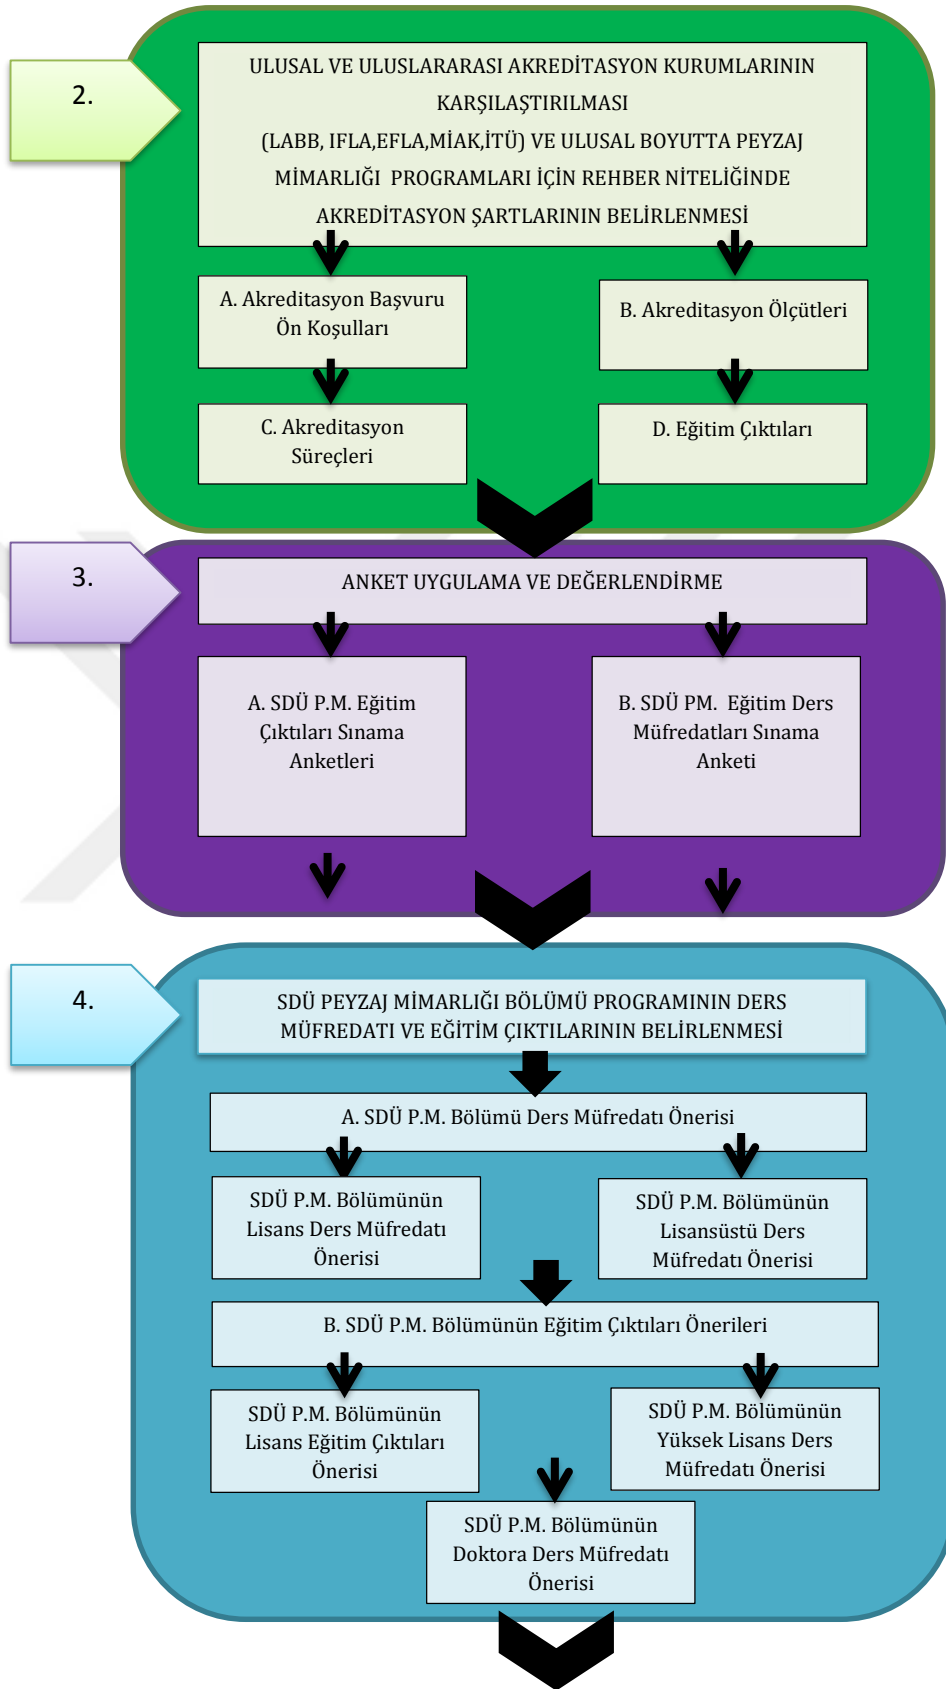 2.
ULUSAL VE ULUSLARARASI AKREDİTASYON KURUMLARININ
KARŞILAŞTIRILMASI
(LABB, IFLA,EFLA,MİAK,İTÜ) VE ULUSAL BOYUTTA PEYZAJ
MİMARLIĞI PROGRAMLARI İÇİN REHBER NİTELİĞİNDE
AKREDİTASYON ŞARTLARININ BELİRLENMESİ
A. Akreditasyon Başvuru
Ön Koşulları
B. Akreditasyon Ölçütleri
C. Akreditasyon
Süreçleri
D. Eğitim Çıktıları
3.
ANKET UYGULAMA VE DEĞERLENDİRME
A. SDÜ P.M. Eğitim
Çıktıları Sınama
Anketleri
B. SDÜ PM. Eğitim Ders
Müfredatları Sınama
Anketi
4.
SDÜ PEYZAJ MİMARLIĞI BÖLÜMÜ PROGRAMININ DERS
MÜFREDATI VE EĞİTİM ÇIKTILARININ BELİRLENMESİ
A. SDÜ P.M. Bölümü Ders Müfredatı Önerisi
SDÜ P.M. Bölümünün
Lisans Ders Müfredatı
Önerisi
SDÜ P.M. Bölümünün
Lisansüstü Ders
Müfredatı Önerisi
B. SDÜ P.M. Bölümünün Eğitim Çıktıları Önerileri
SDÜ P.M. Bölümünün
Lisans Eğitim Çıktıları
Önerisi
SDÜ P.M. Bölümünün
Yüksek Lisans Ders
Müfredatı Önerisi
SDÜ P.M. Bölümünün
Doktora Ders Müfredatı
Önerisi